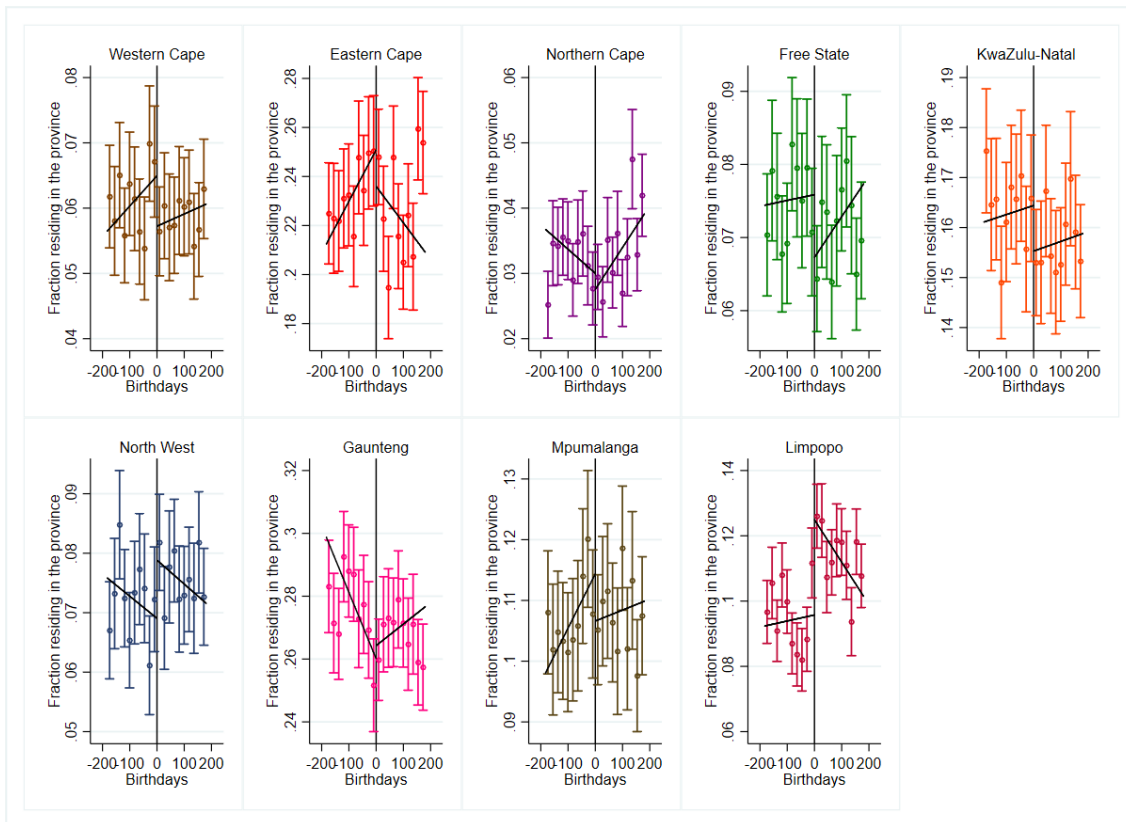 Western Cape
Fraction residing in the province
.08
.07
.06
.05
.04
-200 -100 0 100 200
Birthdays
Eastern Cape
Fraction residing in the province
.28
.26
.24
.22
.2
.18
-200 -100 0 100 200
Birthdays
Northern Cape
Fraction residing in the province
.06
.05
.04
.03
.02
-200 -100 0 100 200
Birthdays
Free State
Fraction residing in the province
.09
.08
.07
.06
-200 -100 0 100 200
Birthdays
KwaZulu-Natal
Fraction residing in the province
.19
.18
.17
.16
.15
.14
-200 -100 0 100 200
Birthdays
North West
Fraction residing in the province
.09
.08
.07
.06
.05
-200 -100 0 100 200
Birthdays
Gaunteng
Fraction residing in the province
.32
.3
.28
.26
.24
-200 -100 0 100 200
Birthdays
Mpumalanga
Fraction residing in the province
.13
.12
.11
.1
.09
-200 -100 0 100 200
Birthdays
Limpopo
Fraction residing in the province
.14
.12
.1
.08
.06
-200 -100 0 100 200
Birthdays